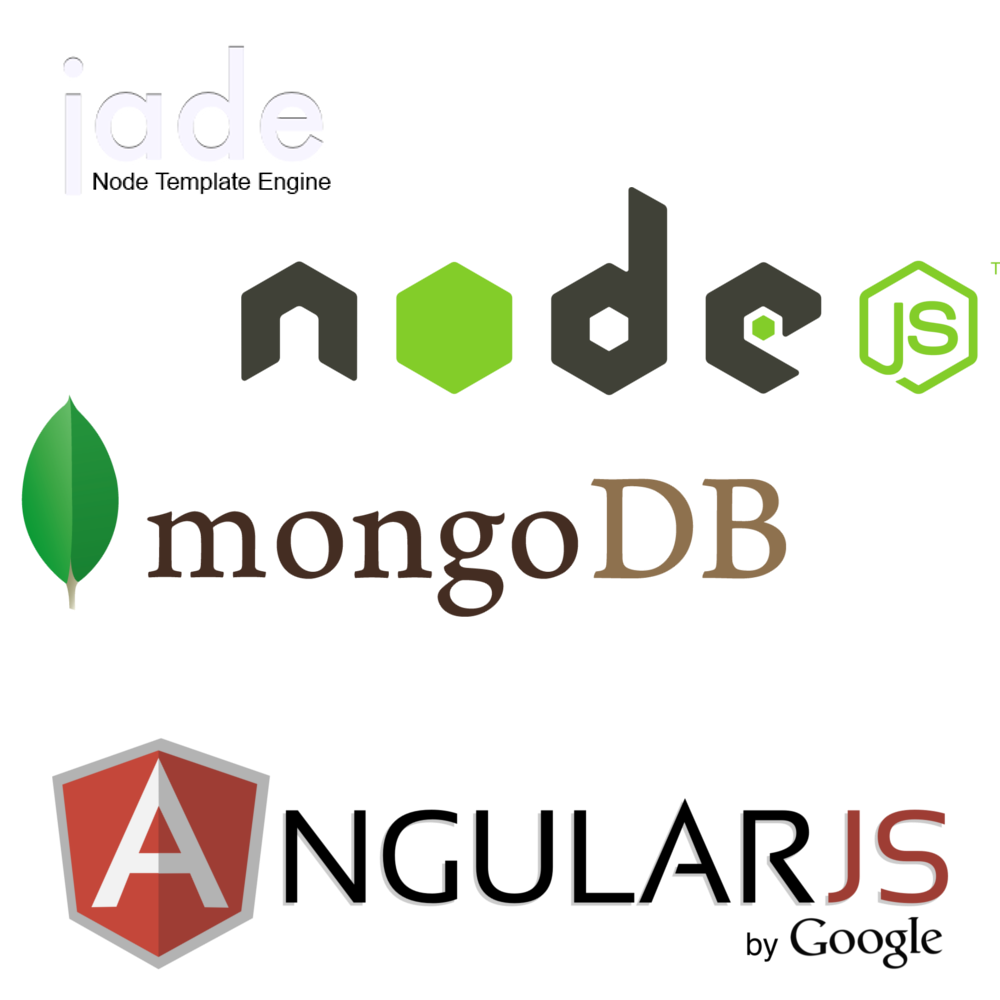 jade
Node Template Engine
node JS T
mongoDB
ANGULARJS
by Google